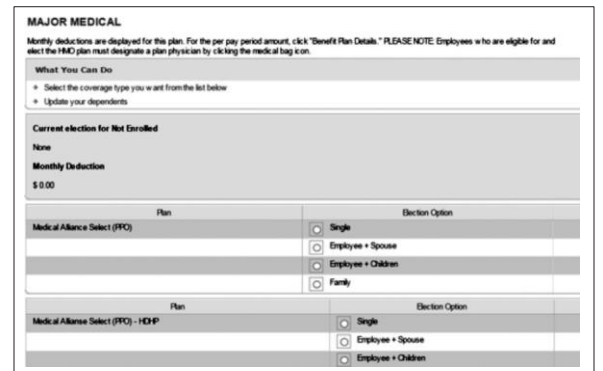 MAJOR MEDICAL
Monthly deductions are displayed for this plan. For the per pay period amount, click "Benefit Plan Details." PLEASE NOTE: Employees who are eligible for and
elect the HMO plan must designate a plan physician by clicking the medical bag icon.
What You Can Do
Select the coverage type you want from the list below
Update your dependents
Current election for Not Enrolled
None
Monthly Deduction
$ 0.00
Plan Election Option
Medical Alliance Select (PPO) Single
Employee + Spouse
Employee + Children
Family
Plan Election Option
Medical Allianse Select (PPO) - HDHP Single
Employee + Spouse
Employee + Children